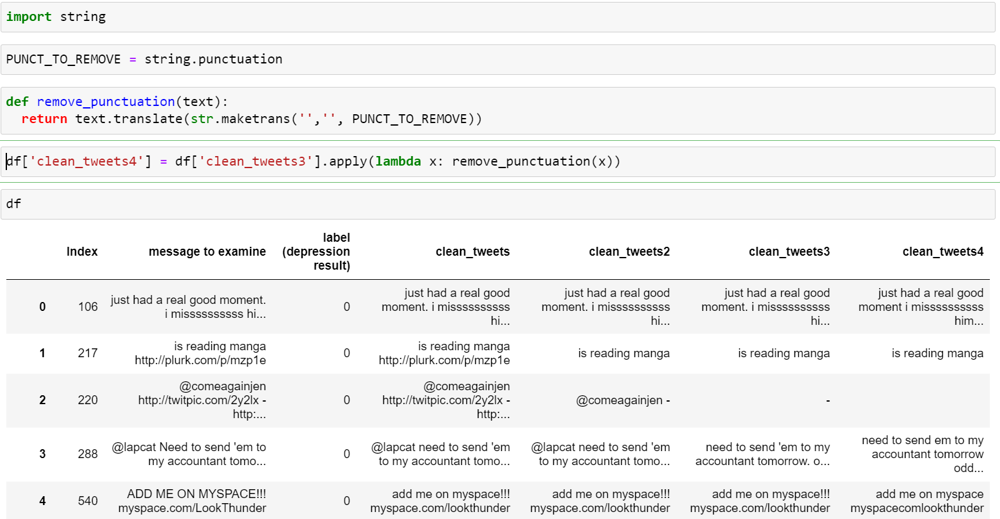 import string
PUNCT_TO_REMOVE = string.punctuation
def remove_punctuation(text):
  return text.translate(str.maketrans('','', PUNCT_TO_REMOVE))
df['clean_tweets4'] = df['clean_tweets3'].apply(lambda x: remove_punctuation(x))
df
Index message to examine label (depression result) clean_tweets clean_tweets2 clean_tweets3 clean_tweets4
0 106 just had a real good moment. i missssssssss hi... 0 just had a real good moment. i missssssssss hi... just had a real good moment. i missssssssss hi... just had a real good moment. i missssssssss hi... just had a real good moment i missssssssss him...
1 217 is reading manga http://plurk.com/p/mzp1e 0 is reading manga http://plurk.com/p/mzp1e is reading manga is reading manga is reading manga
2 220 @comeagainjen http://twitpic.com/2y2lx - http:... 0 @comeagainjen http://twitpic.com/2y2lx - http:... @comeagainjen - -
3 288 @lapcat Need to send 'em to my accountant tomo... 0 @lapcat need to send 'em to my accountant tomo... @lapcat need to send 'em to my accountant tomo... need to send 'em to my accountant tomorrow. o... need to send em to my accountant tomorrow odd...
4 540 ADD ME ON MYSPACE!!! myspace.com/LookThunder 0 add me on myspace!!! myspace.com/lookthunder add me on myspace!!! myspace.com/lookthunder add me on myspace!!! myspace.com/lookthunder add me on myspace myspacecomlookthunder